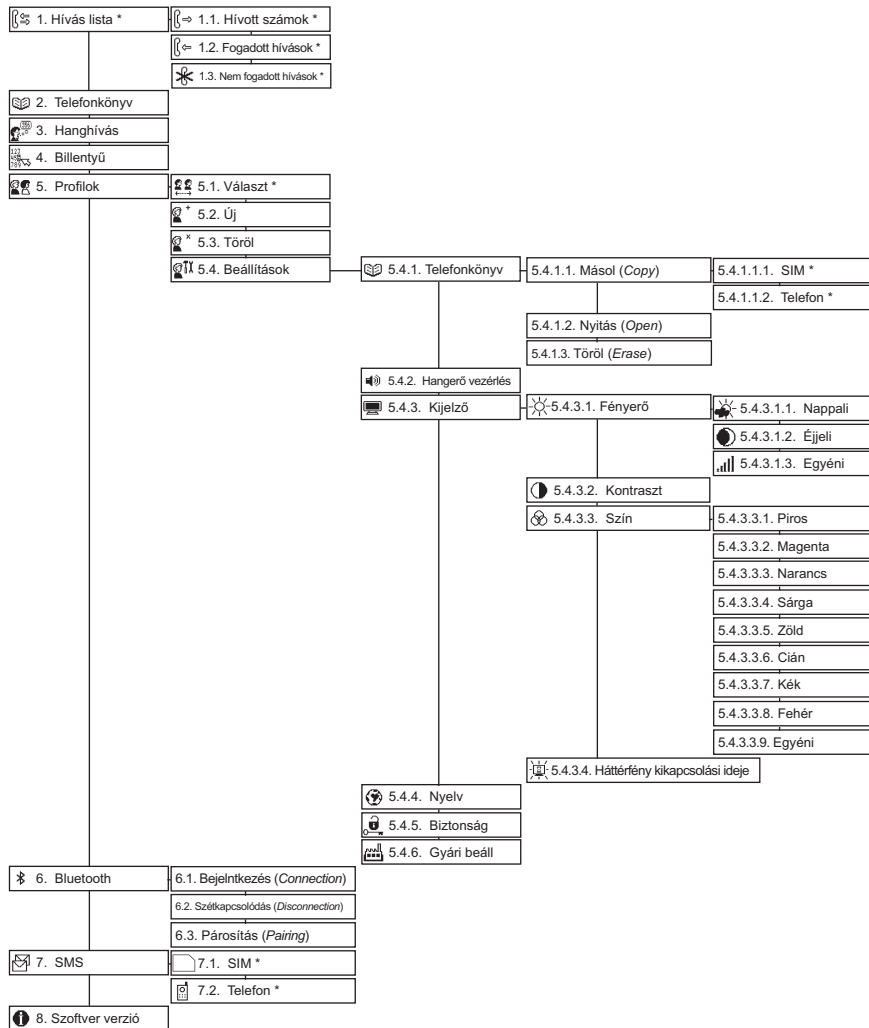 1. Hívás lista *
1.1. Hívott számok *
1.2. Fogadott hívások *
1.3. Nem fogadott hívások *
2. Telefonkönyv
3. Hanghívás
4. Billentyű
5. Profilok
5.1. Választ *
5.2. Új
5.3. Töröl
5.4. Beállítások
5.4.1. Telefonkönyv
5.4.1.1. Másol (Copy)
5.4.1.1.1. SIM *
5.4.1.1.2. Telefon *
5.4.1.2. Nyitás (Open)
5.4.1.3. Töröl (Erase)
5.4.2. Hangerő vezérlés
5.4.3. Kijelző
5.4.3.1. Fényerő
5.4.3.1.1. Nappali
5.4.3.1.2. Éjjeli
5.4.3.1.3. Egyéni
5.4.3.2. Kontraszt
5.4.3.3. Szín
5.4.3.3.1. Piros
5.4.3.3.2. Magenta
5.4.3.3.3. Narancs
5.4.3.3.4. Sárga
5.4.3.3.5. Zöld
5.4.3.3.6. Cián
5.4.3.3.7. Kék
5.4.3.3.8. Fehér
5.4.3.3.9. Egyéni
5.4.3.4. Háttérfény kikapcsolási ideje
5.4.4. Nyelv
5.4.5. Biztonság
5.4.6. Gyári beáll
6. Bluetooth
6.1. Bejelntkezés (Connection)
6.2. Szétkapcsolódás (Disconnection)
6.3. Párosítás (Pairing)
7. SMS
7.1. SIM *
7.2. Telefon *
8. Szoftver verzió